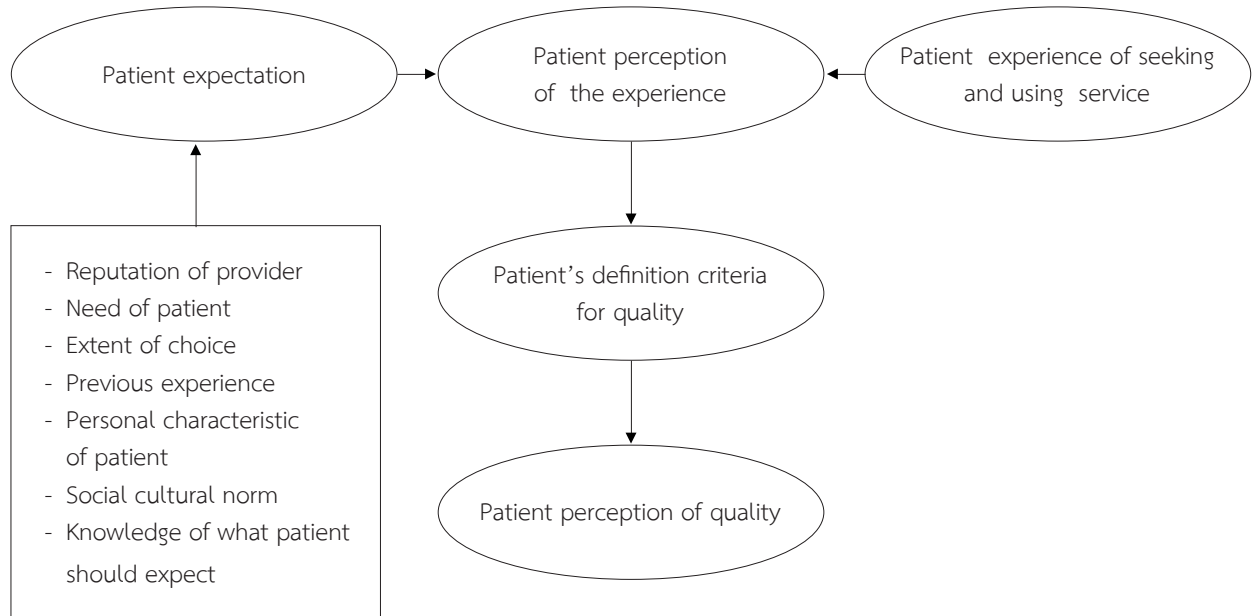 Patient expectation
Patient perception
of the experience
Patient experience of seeking
and using service
- Reputation of provider
- Need of patient
- Extent of choice
- Previous experience
- Personal characteristic
of patient
- Social cultural norm
- Knowledge of what patient
should expect
Patient's definition criteria
for quality
Patient perception of quality